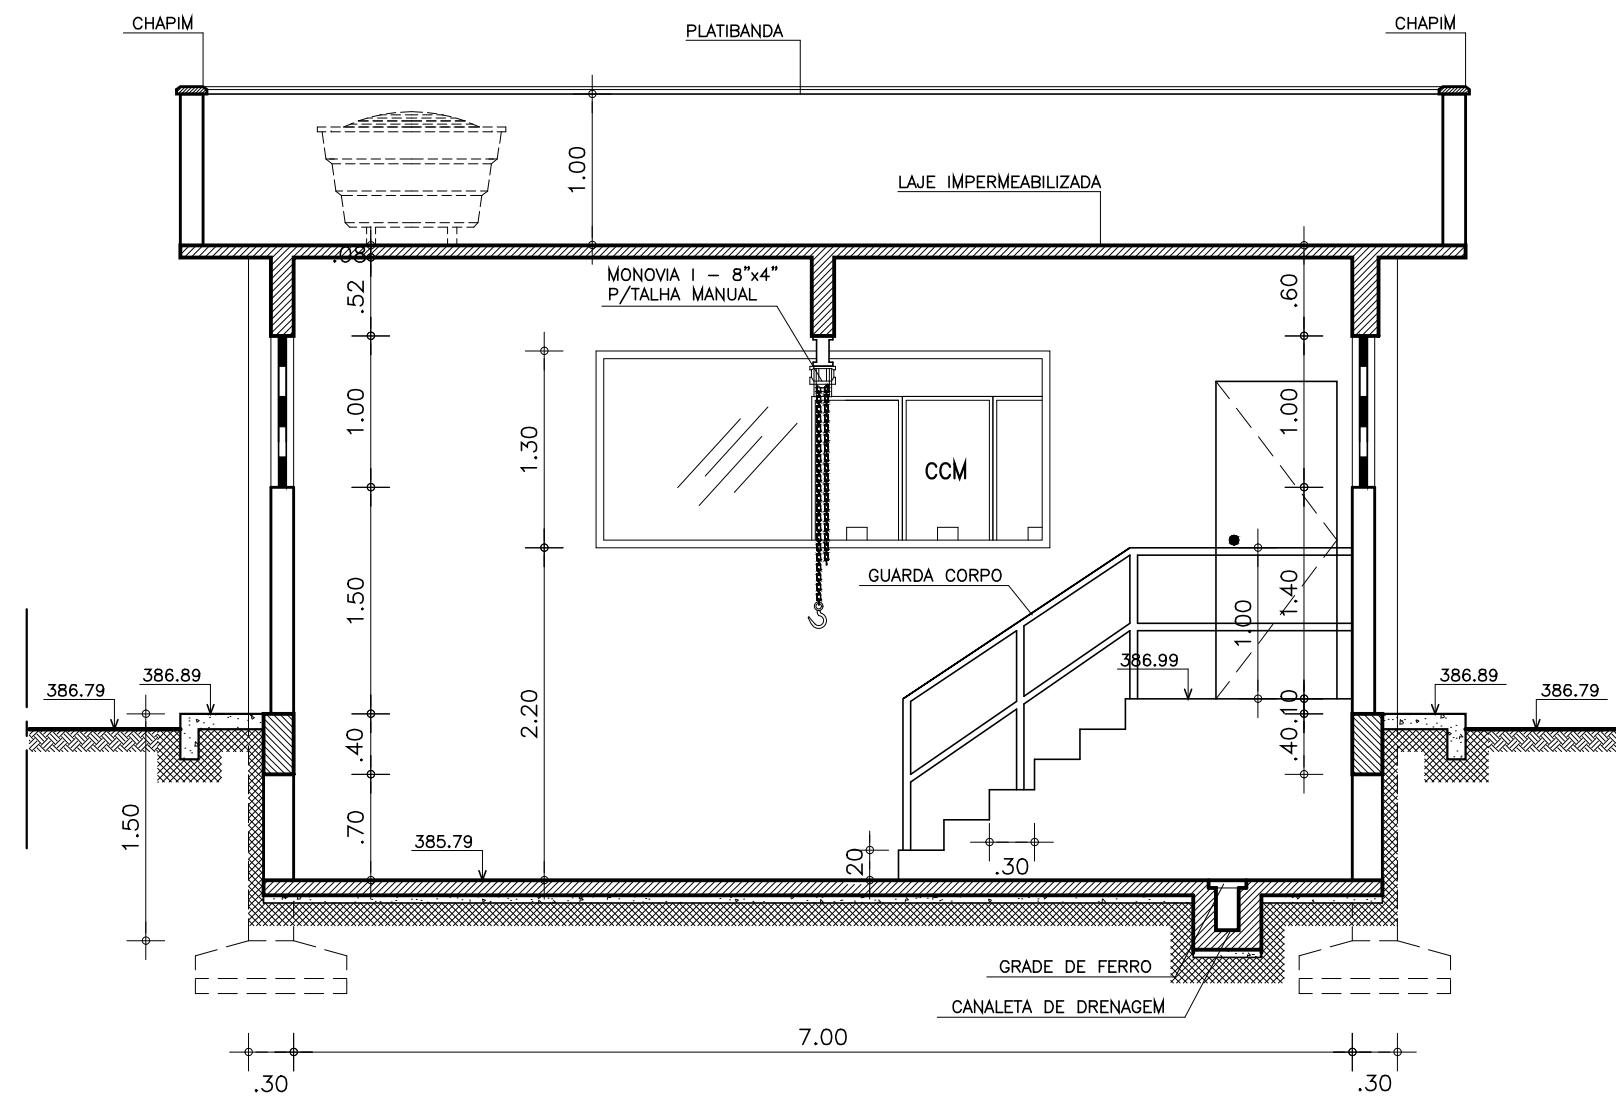 CHAPIM
PLATIBANDA
CHAPIM
1.00
LAJE IMPERMEABILIZADA
.08
MONOVIA I – 8"x4"
P/TALHA MANUAL
.52
.60
1.00
1.30
1.00
CCM
GUARDA CORPO
1.50
1.40
1.00
386.79
386.89
386.99
386.89
386.79
2.20
.10
.40
.40
1.50
.70
385.79
20
.30
GRADE DE FERRO
CANALETA DE DRENAGEM
7.00
.30
.30